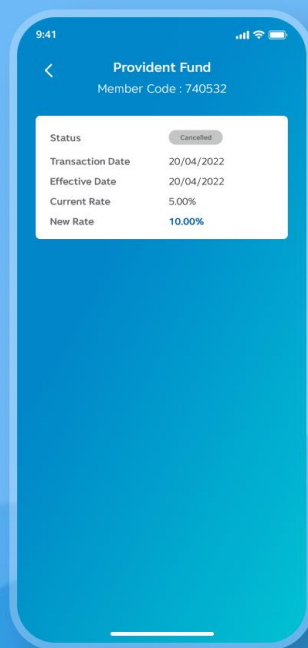 9:41
Provident Fund
Member Code : 740532
Status Cancelled
Transaction Date 20/04/2022
Effective Date 20/04/2022
Current Rate 5.00%
New Rate 10.00%